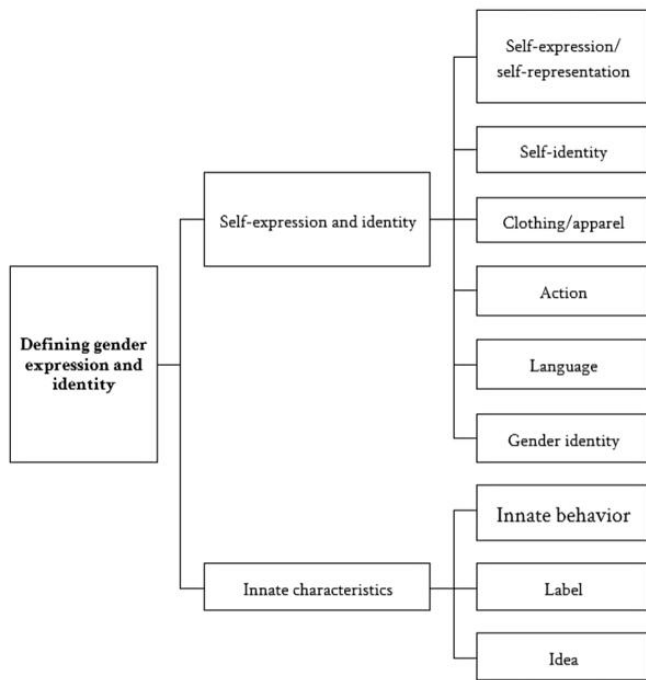 Self-expression/
self-representation
Self-identity
Self-expression and identity
Clothing/apparel
Action
Defining gender
expression and
identity
Language
Gender identity
Innate behavior
Innate characteristics
Label
Idea